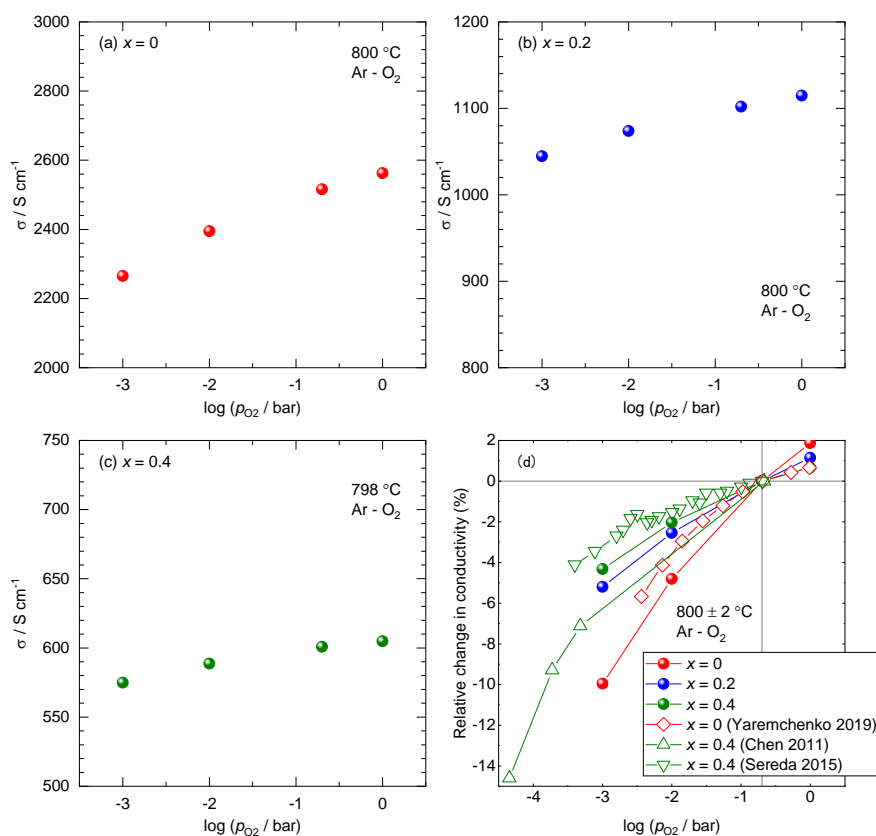 (a) x = 0
800 °C
Ar - O2
3000
2800
2600
2400
2200
2000
σ / S cm-1
-3 -2 -1 0
log (pO2 / bar)
(b) x = 0.2
800 °C
Ar - O2
1200
1100
1000
900
800
σ / S cm-1
-3 -2 -1 0
log (pO2 / bar)
(c) x = 0.4
798 °C
Ar - O2
750
700
650
600
550
500
σ / S cm-1
-3 -2 -1 0
log (pO2 / bar)
(d)
2
0
-2
-4
-6
-8
-10
-12
-14
Relative change in conductivity (%)
800 ± 2 °C
Ar - O2
x = 0
x = 0.2
x = 0.4
x = 0 (Yaremchenko 2019)
x = 0.4 (Chen 2011)
x = 0.4 (Sereda 2015)
-4 -3 -2 -1 0
log (pO2 / bar)